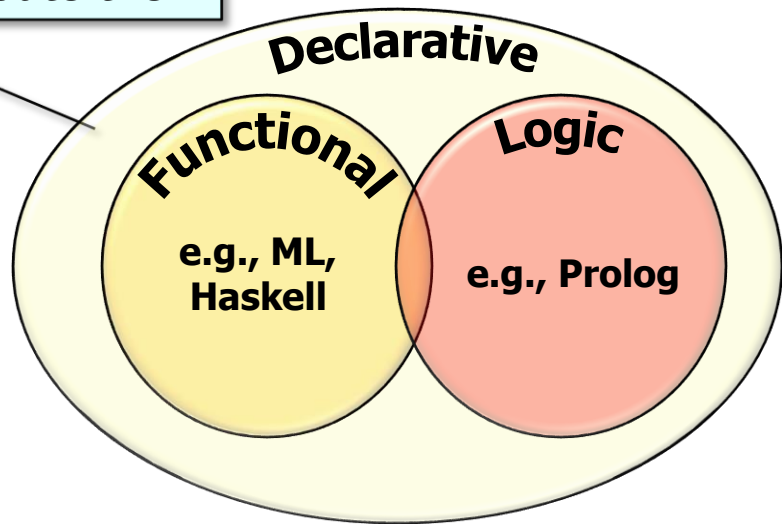 Declarative
Functional
Logic
e.g., ML,
Haskell
e.g., Prolog